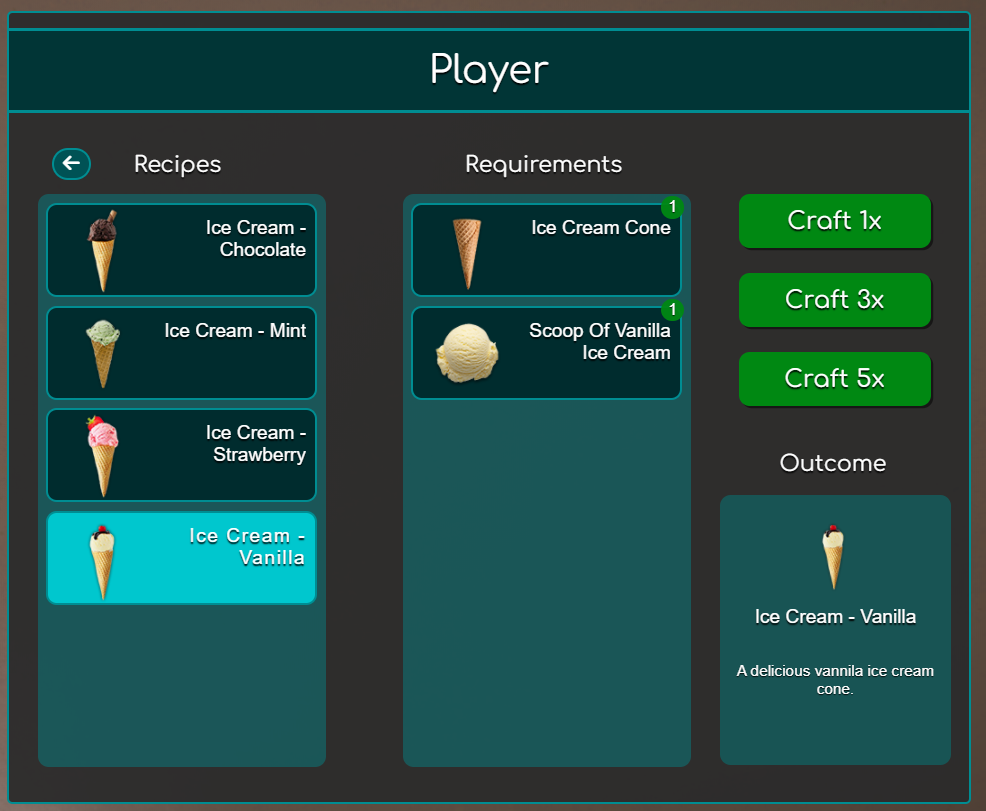 Player
Recipes
Requirements
Ice Cream -
Chocolate
Ice Cream - Mint
Ice Cream -
Strawberry
Ice Cream -
Vanilla
1
Ice Cream Cone
1
Scoop Of Vanilla
Ice Cream
Craft 1x
Craft 3x
Craft 5x
Outcome
Ice Cream - Vanilla
A delicious vannila ice cream
cone.